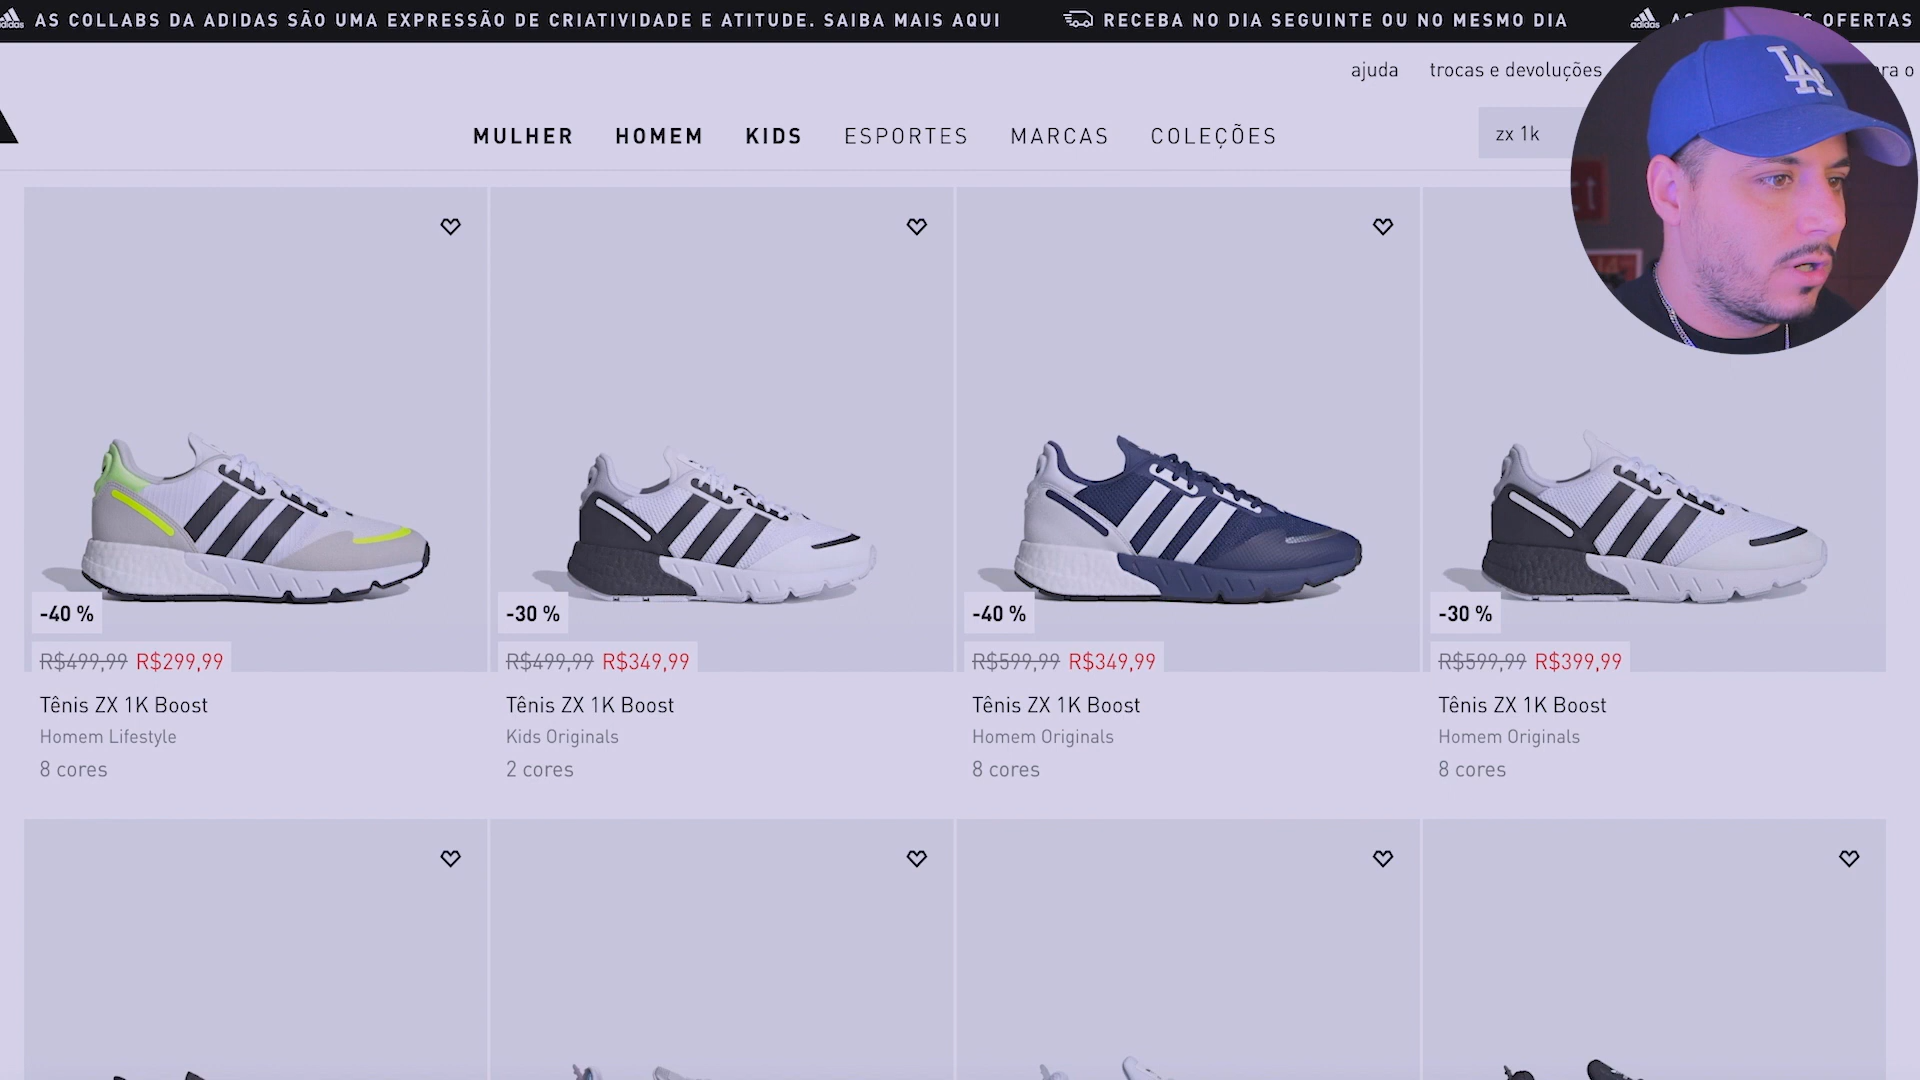 AS COLLABS DA ADIDAS SÃO UMA EXPRESSÃO DE CRIATIVIDADE E ATITUDE. SAIBA MAIS AQUI
RECEBA NO DIA SEGUINTE OU NO MESMO DIA
adidas
OFERTAS
ajuda
trocas e devoluções
o
MULHER
HOMEM
KIDS
ESPORTES
MARCAS
COLEÇÕES
zx 1k
LA
-40 %
R$499,99 R$299,99
Tênis ZX 1K Boost
Homem Lifestyle
8 cores
-30 %
R$499,99 R$349,99
Tênis ZX 1K Boost
Kids Originals
2 cores
-40 %
R$599,99 R$349,99
Tênis ZX 1K Boost
Homem Originals
8 cores
-30 %
R$599,99 R$399,99
Tênis ZX 1K Boost
Homem Originals
8 cores